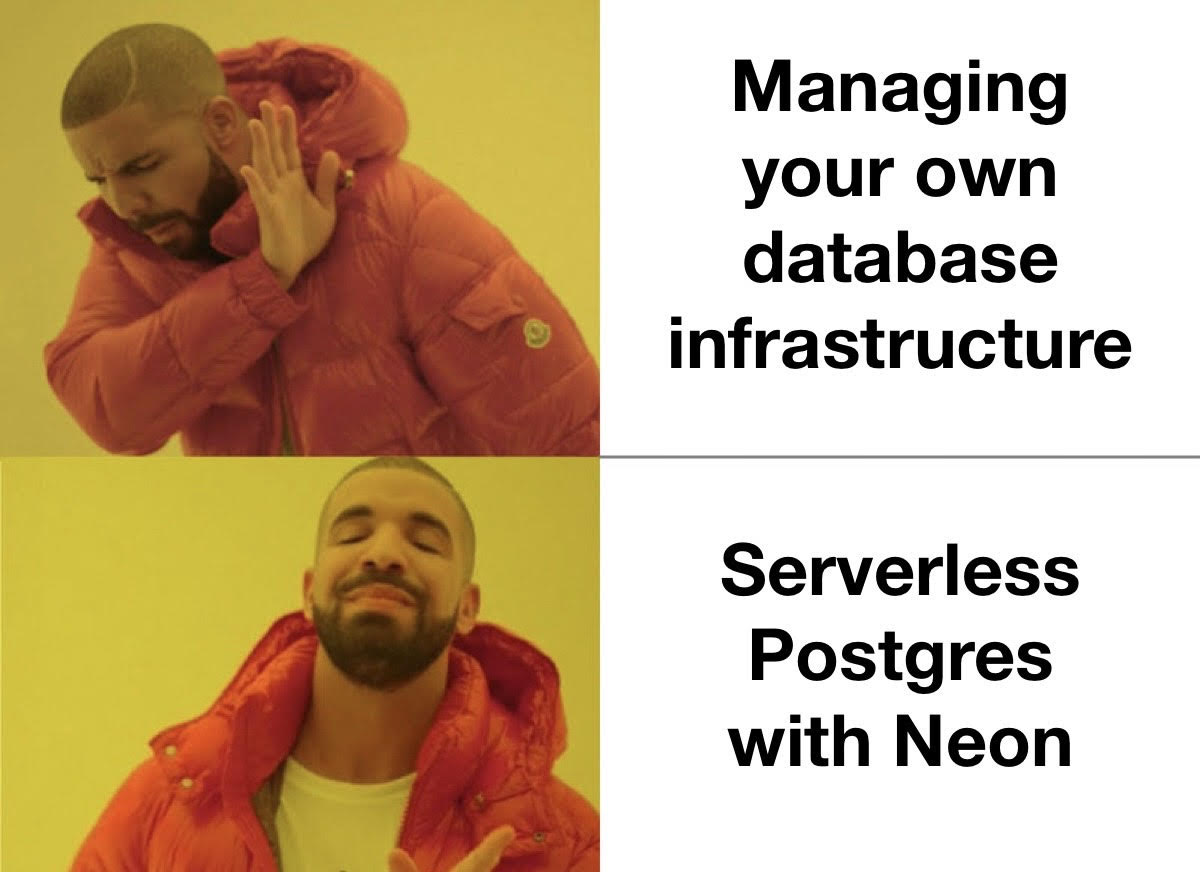 Managing
your own
database
infrastructure
Serverless
Postgres
with Neon